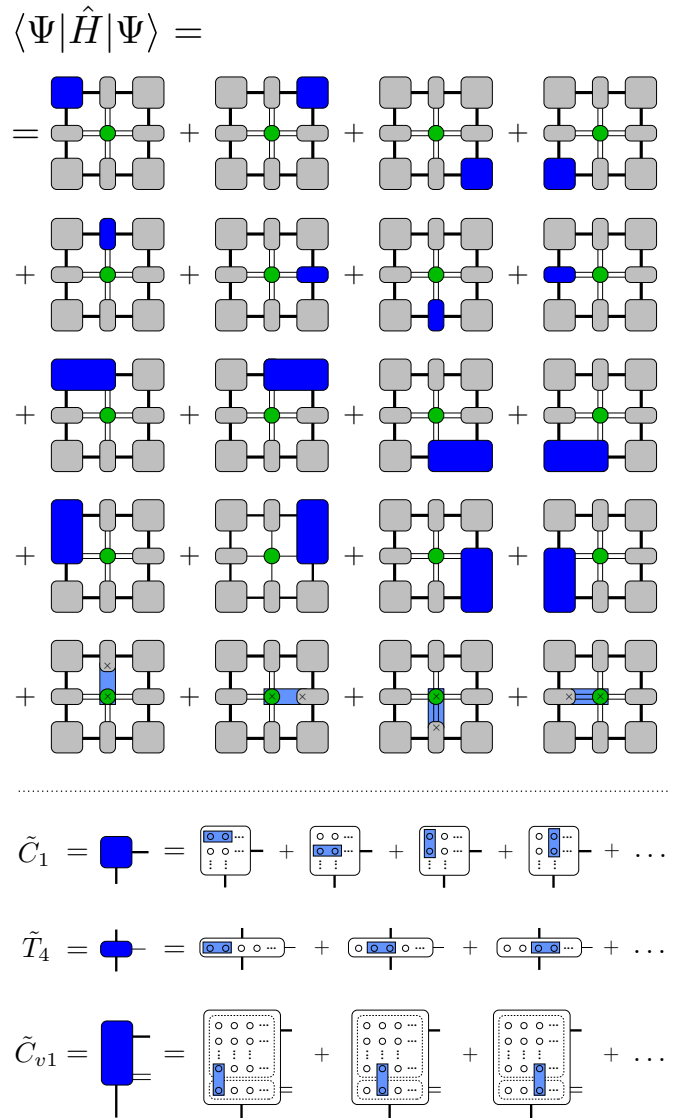 ⟨Ψ|Ĥ|Ψ⟩ =
= + + +
+ + + +
+ + + +
+ + + +
+ + + +
C̃₁ = = + + + + ...
T̃₄ = = + + + ...
C̃ᵥ₁ = = + + + ...